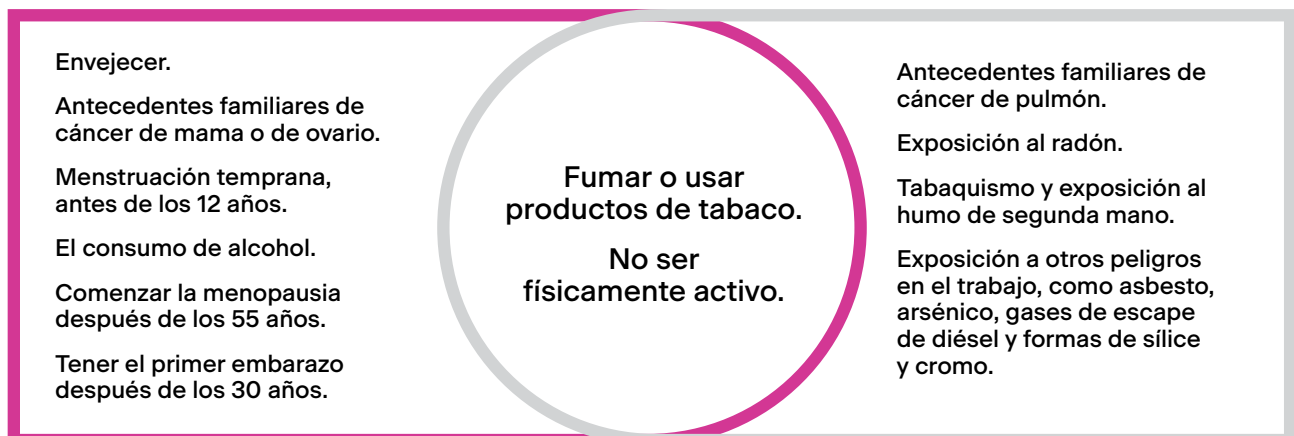 Envejecer.
Antecedentes familiares de
cáncer de mama o de ovario.
Menstruación temprana,
antes de los 12 años.
El consumo de alcohol.
Comenzar la menopausia
después de los 55 años.
Tener el primer embarazo
después de los 30 años.
Fumar o usar
productos de tabaco.
No ser
físicamente activo.
Antecedentes familiares de
cáncer de pulmón.
Exposición al radón.
Tabaquismo y exposición al
humo de segunda mano.
Exposición a otros peligros
en el trabajo, como asbesto,
arsénico, gases de escape
de diésel y formas de sílice
y cromo.